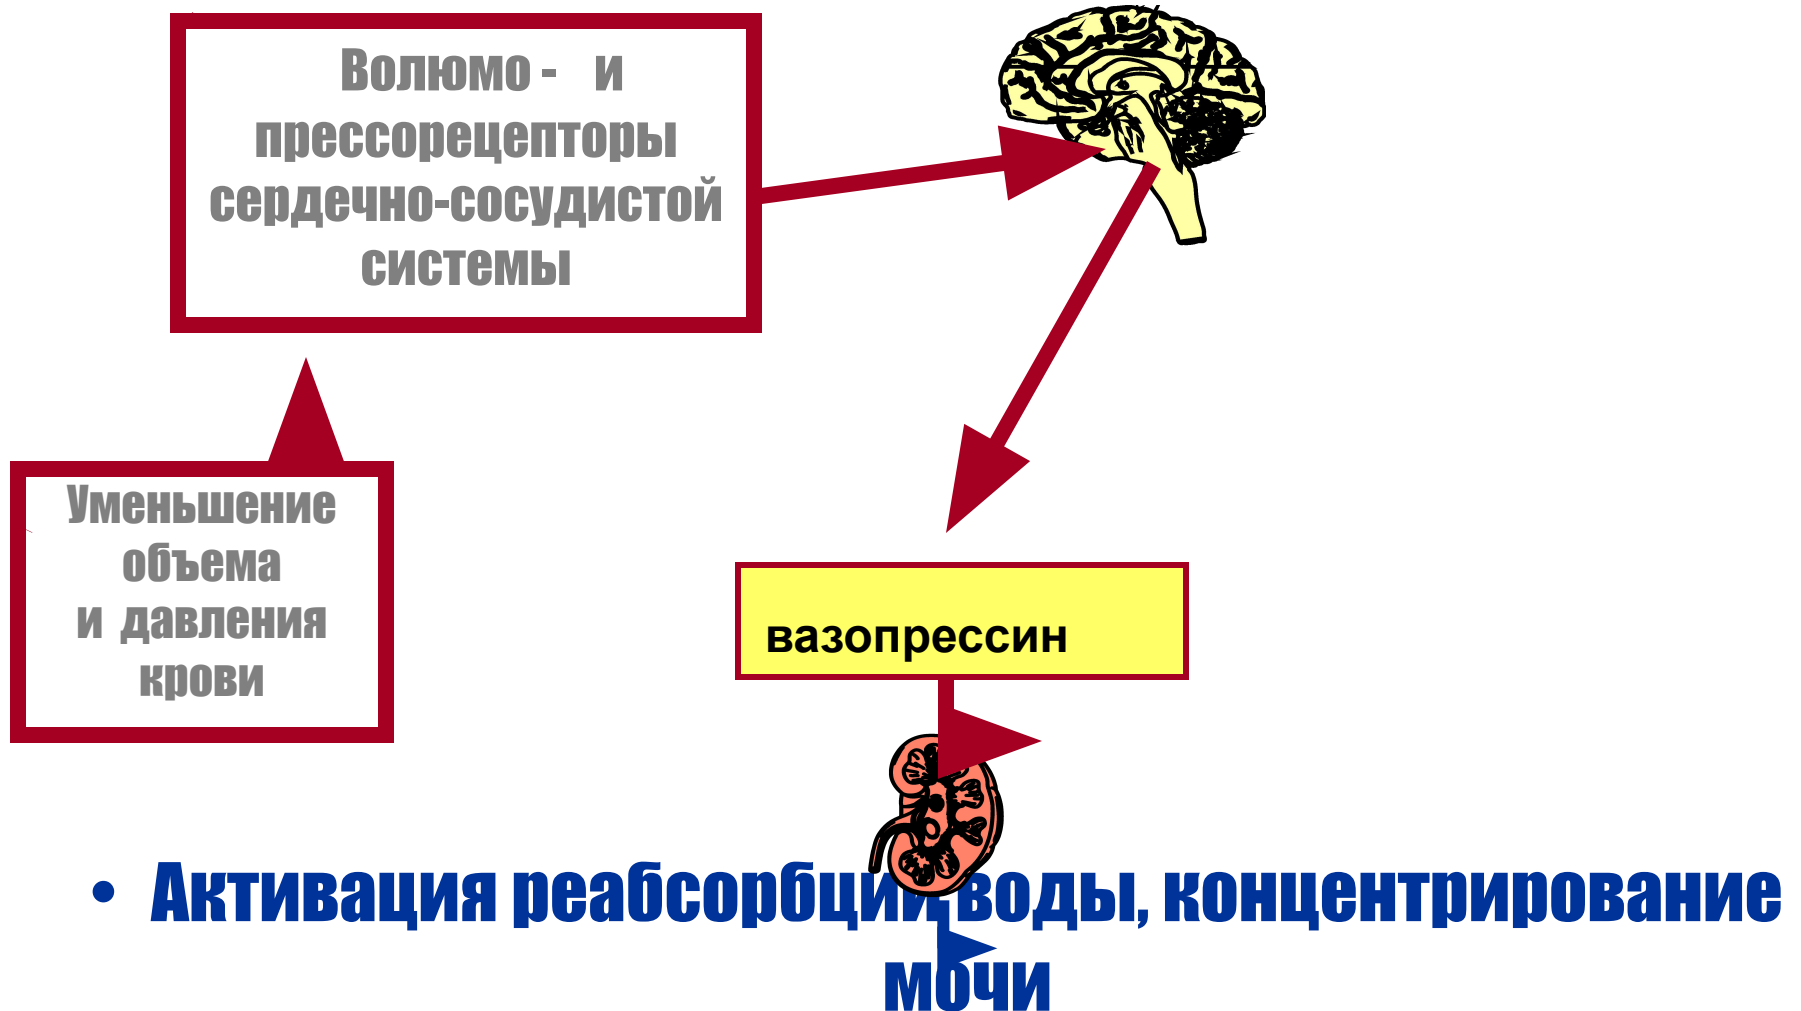 Волюмо - и
прессорецепторы
сердечно-сосудистой
системы
Уменьшение
объема
и давления
крови
вазопрессин
• Активация реабсорбции воды, концентрирование
мочи